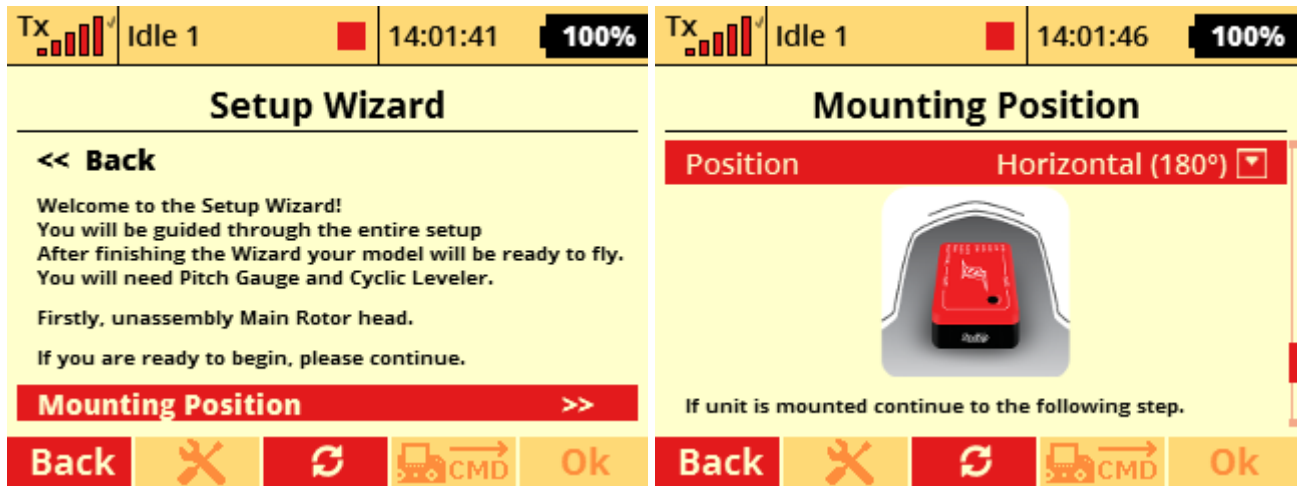 Tx Idle 1 14:01:41 100%
Setup Wizard
<< Back
Welcome to the Setup Wizard!
You will be guided through the entire setup
After finishing the Wizard your model will be ready to fly.
You will need Pitch Gauge and Cyclic Leveler.
Firstly, unassembly Main Rotor head.
If you are ready to begin, please continue.
Mounting Position >>
Back CMD Ok
Tx Idle 1 14:01:46 100%
Mounting Position
Position Horizontal (180º)
If unit is mounted continue to the following step.
Back CMD Ok